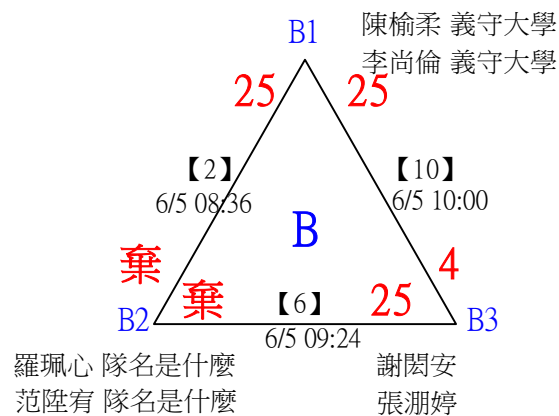 B1
陳榆柔 義守大學
李尚倫 義守大學
25
25
【2】
6/5 08:36
【10】
6/5 10:00
B
棄
4
棄
【6】
25
B2
B3
6/5 09:24
羅珮心 隊名是什麼
范陞宥 隊名是什麼
謝閎安
張淜婷